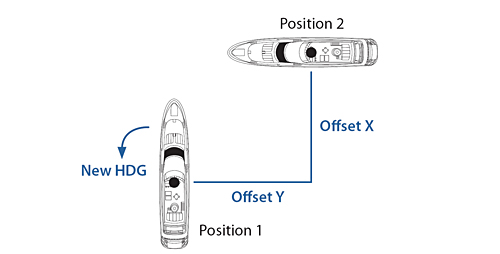 Position 2
Offset X
New HDG
Offset Y
Position 1